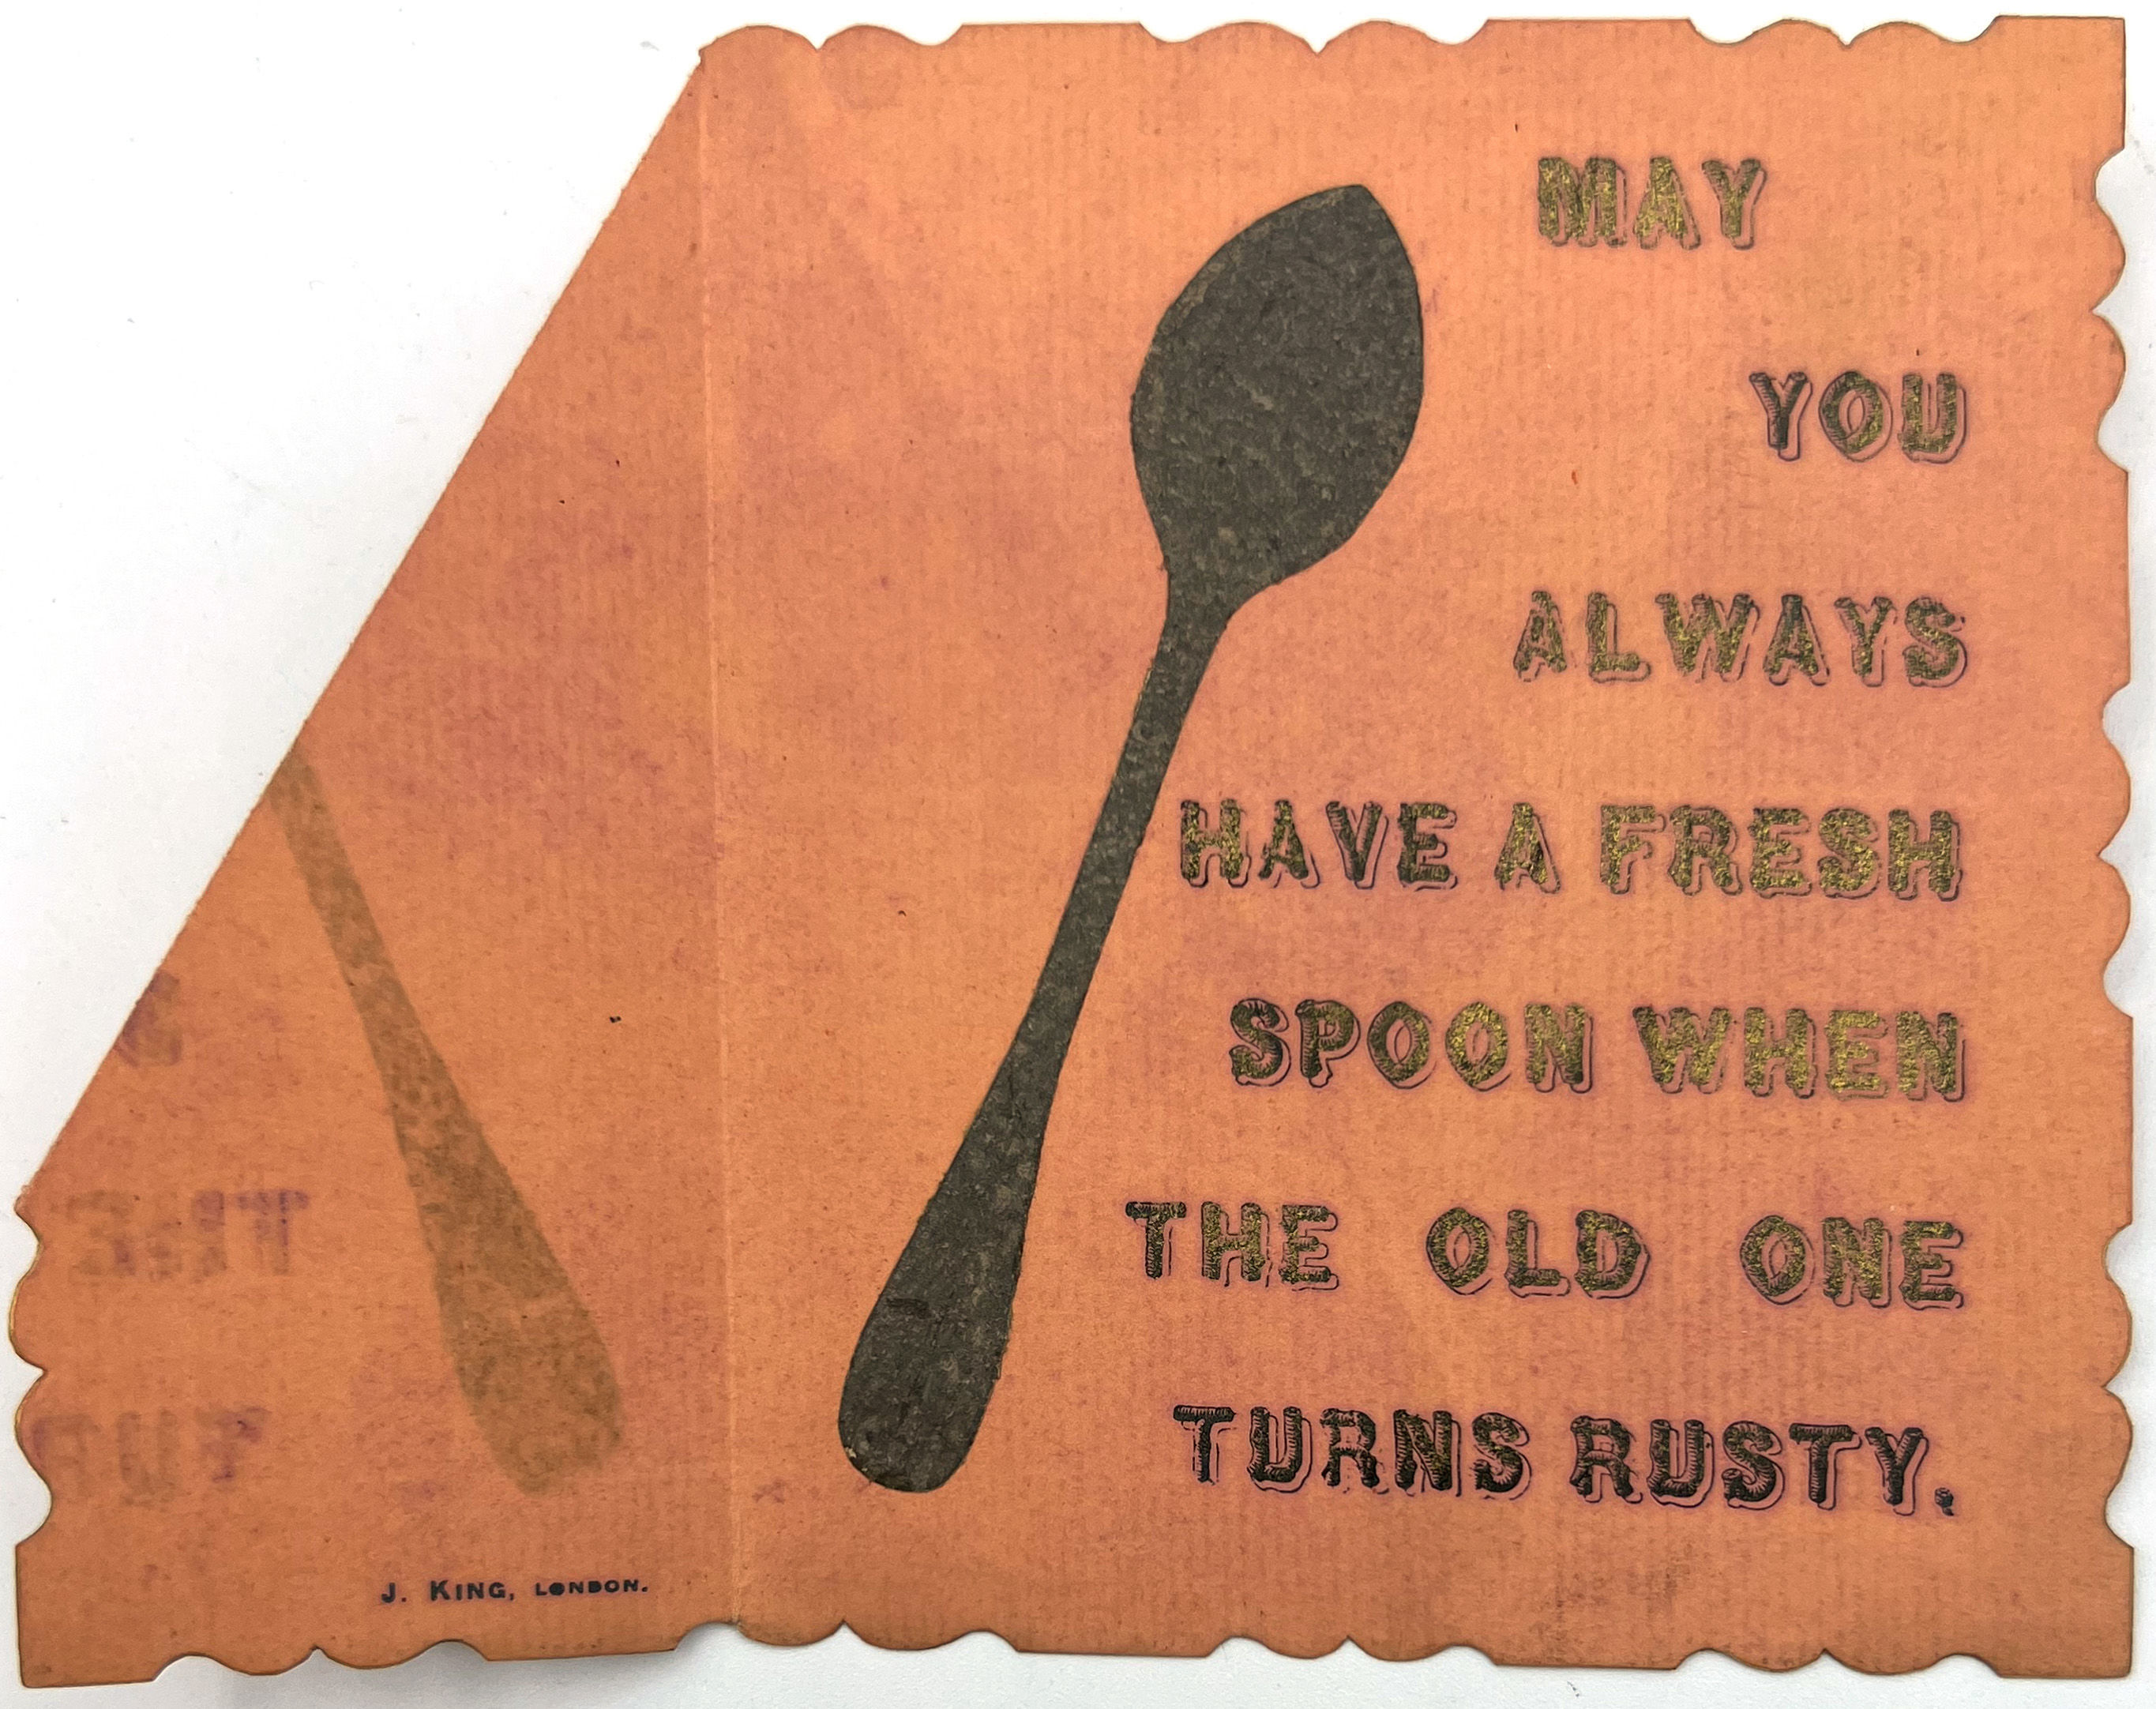 MAY
YOU
ALWAYS
HAVE A FRESH
SPOON WHEN
THE OLD ONE
TURNS RUSTY.
J. KING, LONDON.